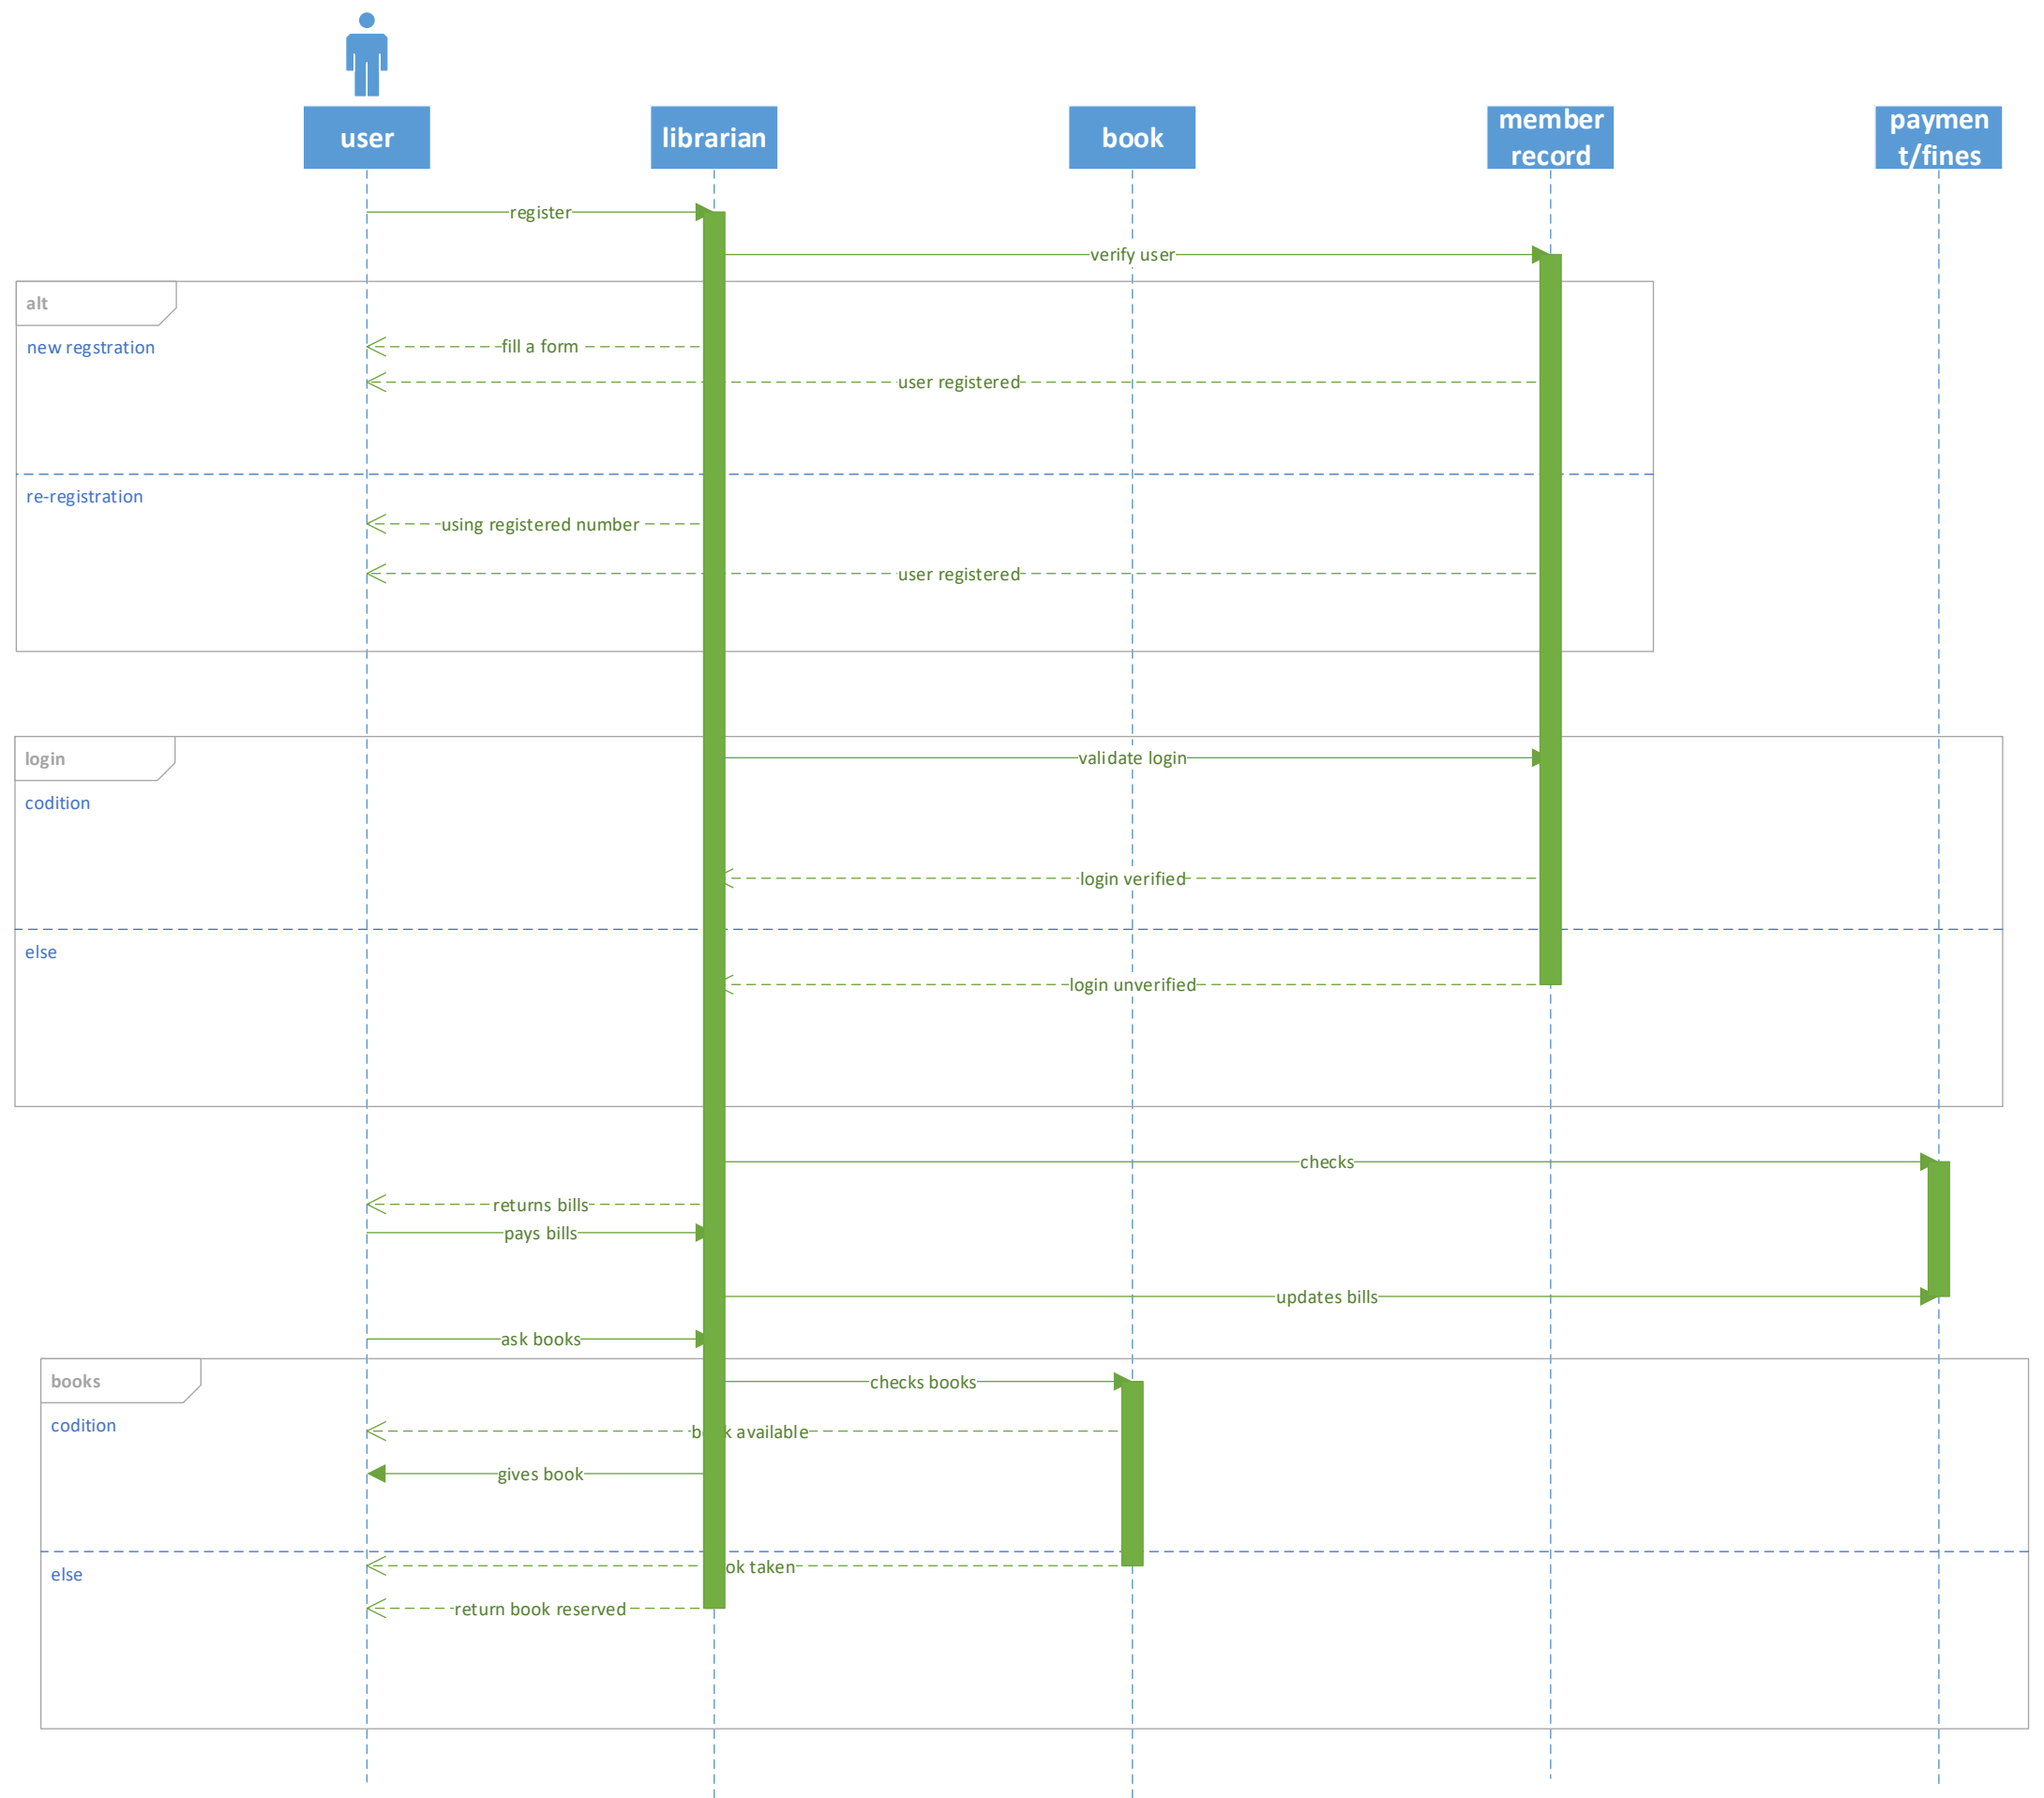 user
librarian
book
member
record
paymen
t/fines
register
verify user
alt
new regstration
fill a form
user registered
re-registration
using registered number
user registered
login
validate login
codition
login verified
else
login unverified
checks
returns bills
pays bills
updates bills
ask books
books
checks books
codition
available
gives book
taken
else
return book reserved